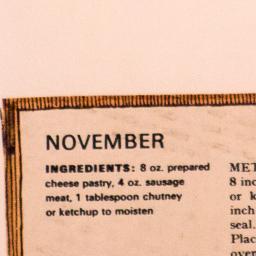 NOVEMBER
INGREDIENTS: 8 oz. prepared
cheese pastry, 4 oz. sausage
meat, 1 tablespoon chutney
or ketchup to moisten
8 inc
or k
inch
seal.
Plac
over